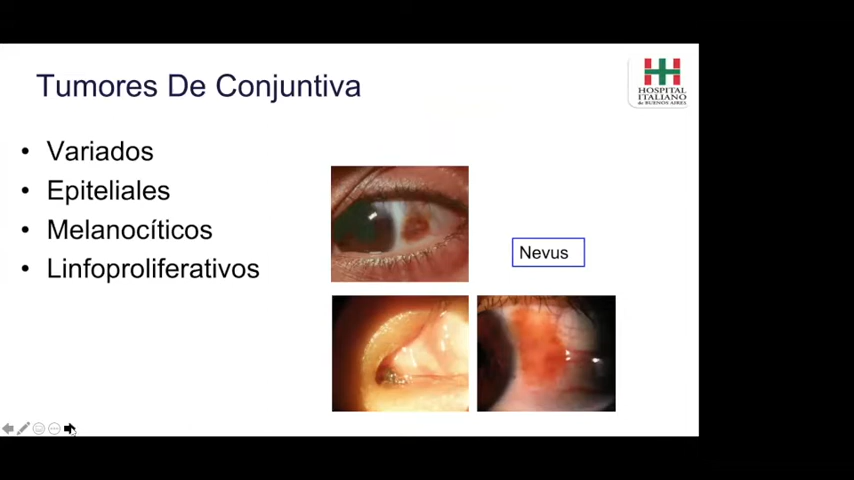 Tumores De Conjuntiva
HOSPITAL
ITALIANO
de BUENOS AIRES
• Variados
• Epiteliales
• Melanocíticos
• Linfoproliferativos
Nevus